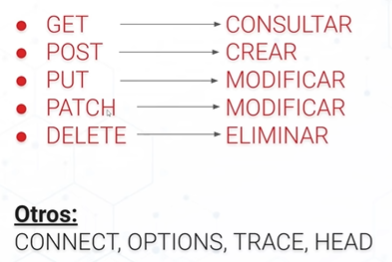 GET CONSULTAR
POST CREAR
PUT MODIFICAR
PATCH MODIFICAR
DELETE ELIMINAR
Otros:
CONNECT, OPTIONS, TRACE, HEAD